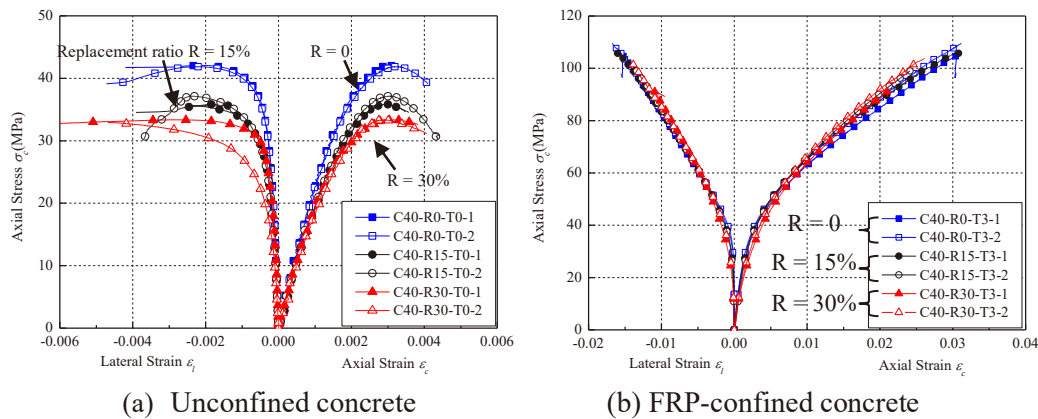 50
40
30
20
10
0
Axial Stress σc(MPa)
Replacement ratio R = 15%
R = 0
R = 30%
C40-R0-T0-1
C40-R0-T0-2
C40-R15-T0-1
C40-R15-T0-2
C40-R30-T0-1
C40-R30-T0-2
-0.006 -0.004 -0.002 0.000 0.002 0.004 0.006
Lateral Strain εl Axial Strain εc
(a) Unconfined concrete
120
100
80
60
40
20
0
Axial Stress σc(MPa)
R = 0
R = 15%
R = 30%
C40-R0-T3-1
C40-R0-T3-2
C40-R15-T3-1
C40-R15-T3-2
C40-R30-T3-1
C40-R30-T3-2
-0.02 -0.01 0.00 0.01 0.02 0.03 0.04
Lateral Strain εl Axial Strain εc
(b) FRP-confined concrete